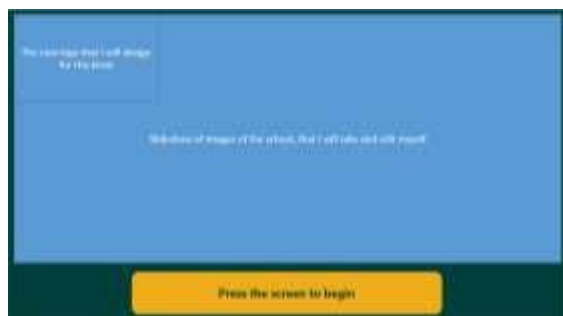 The new logo that I will design
for the kiosk
Slideshow of images of the school, that I will take and edit myself
Press the screen to begin